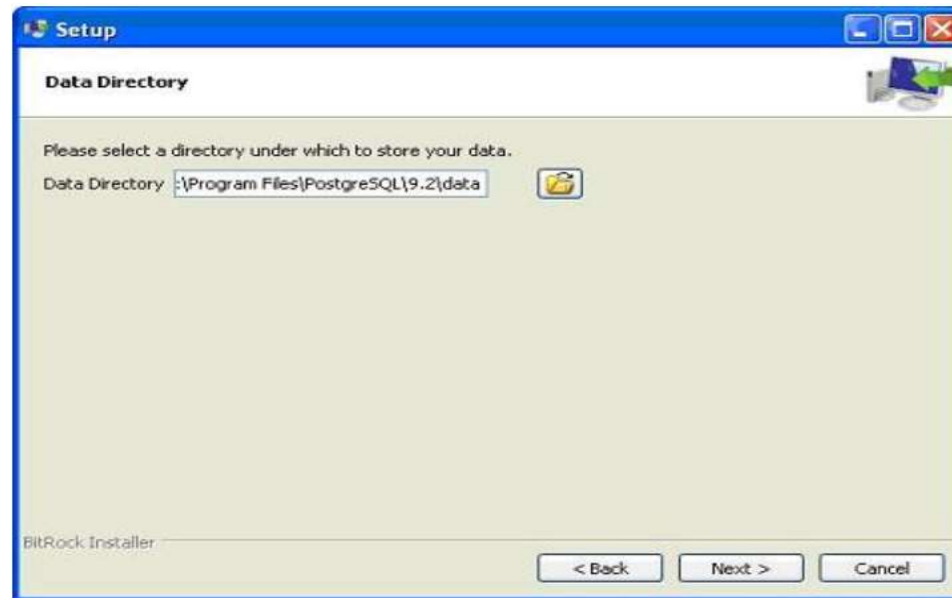 Setup
Data Directory
Please select a directory under which to store your data.
Data Directory :\Program Files\PostgreSQL\9.2\data
BitRock Installer
< Back Next > Cancel